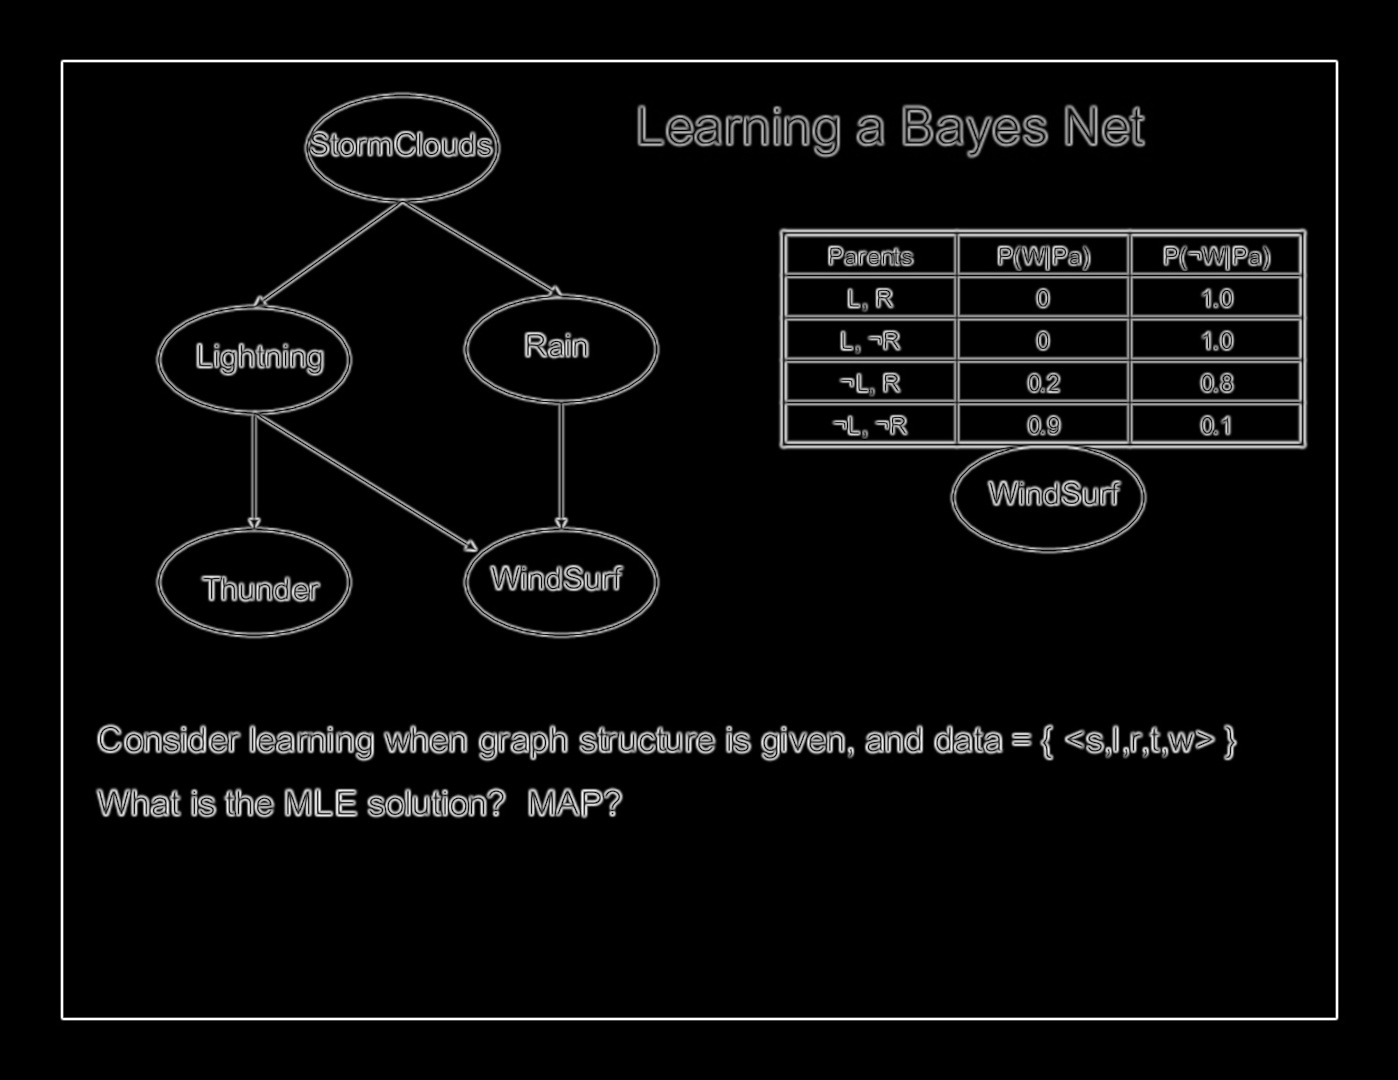 Learning a Bayes Net
StormClouds
Lightning
Rain
Thunder
WindSurf
Parents P(W|Pa) P(¬W|Pa)
L, R 0 1.0
L, ¬R 0 1.0
¬L, R 0.2 0.8
¬L, ¬R 0.9 0.1
WindSurf
Consider learning when graph structure is given, and data = { <s,l,r,t,w> }
What is the MLE solution? MAP?